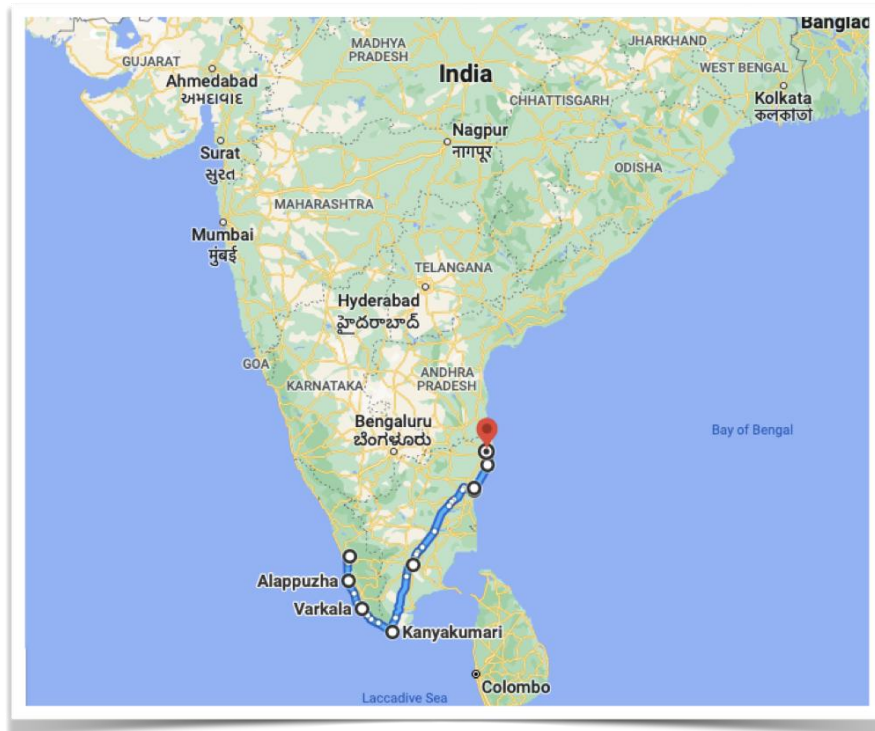 Banglad
GUJARAT
MADHYA
PRADESH
JHARKHAND
WEST BENGAL
Ahmedabad
અમદાવાદ
India
CHHATTISGARH
Kolkata
কলকাতা
Nagpur
नागपूर
Surat
સુરત
ODISHA
MAHARASHTRA
Mumbai
मुंबई
TELANGANA
Hyderabad
హైదరాబాద్
GOA
KARNATAKA
ANDHRA
PRADESH
Bengaluru
ಬೆಂಗಳೂರು
Bay of Bengal
Alappuzha
Varkala
Kanyakumari
Colombo
Laccadive Sea